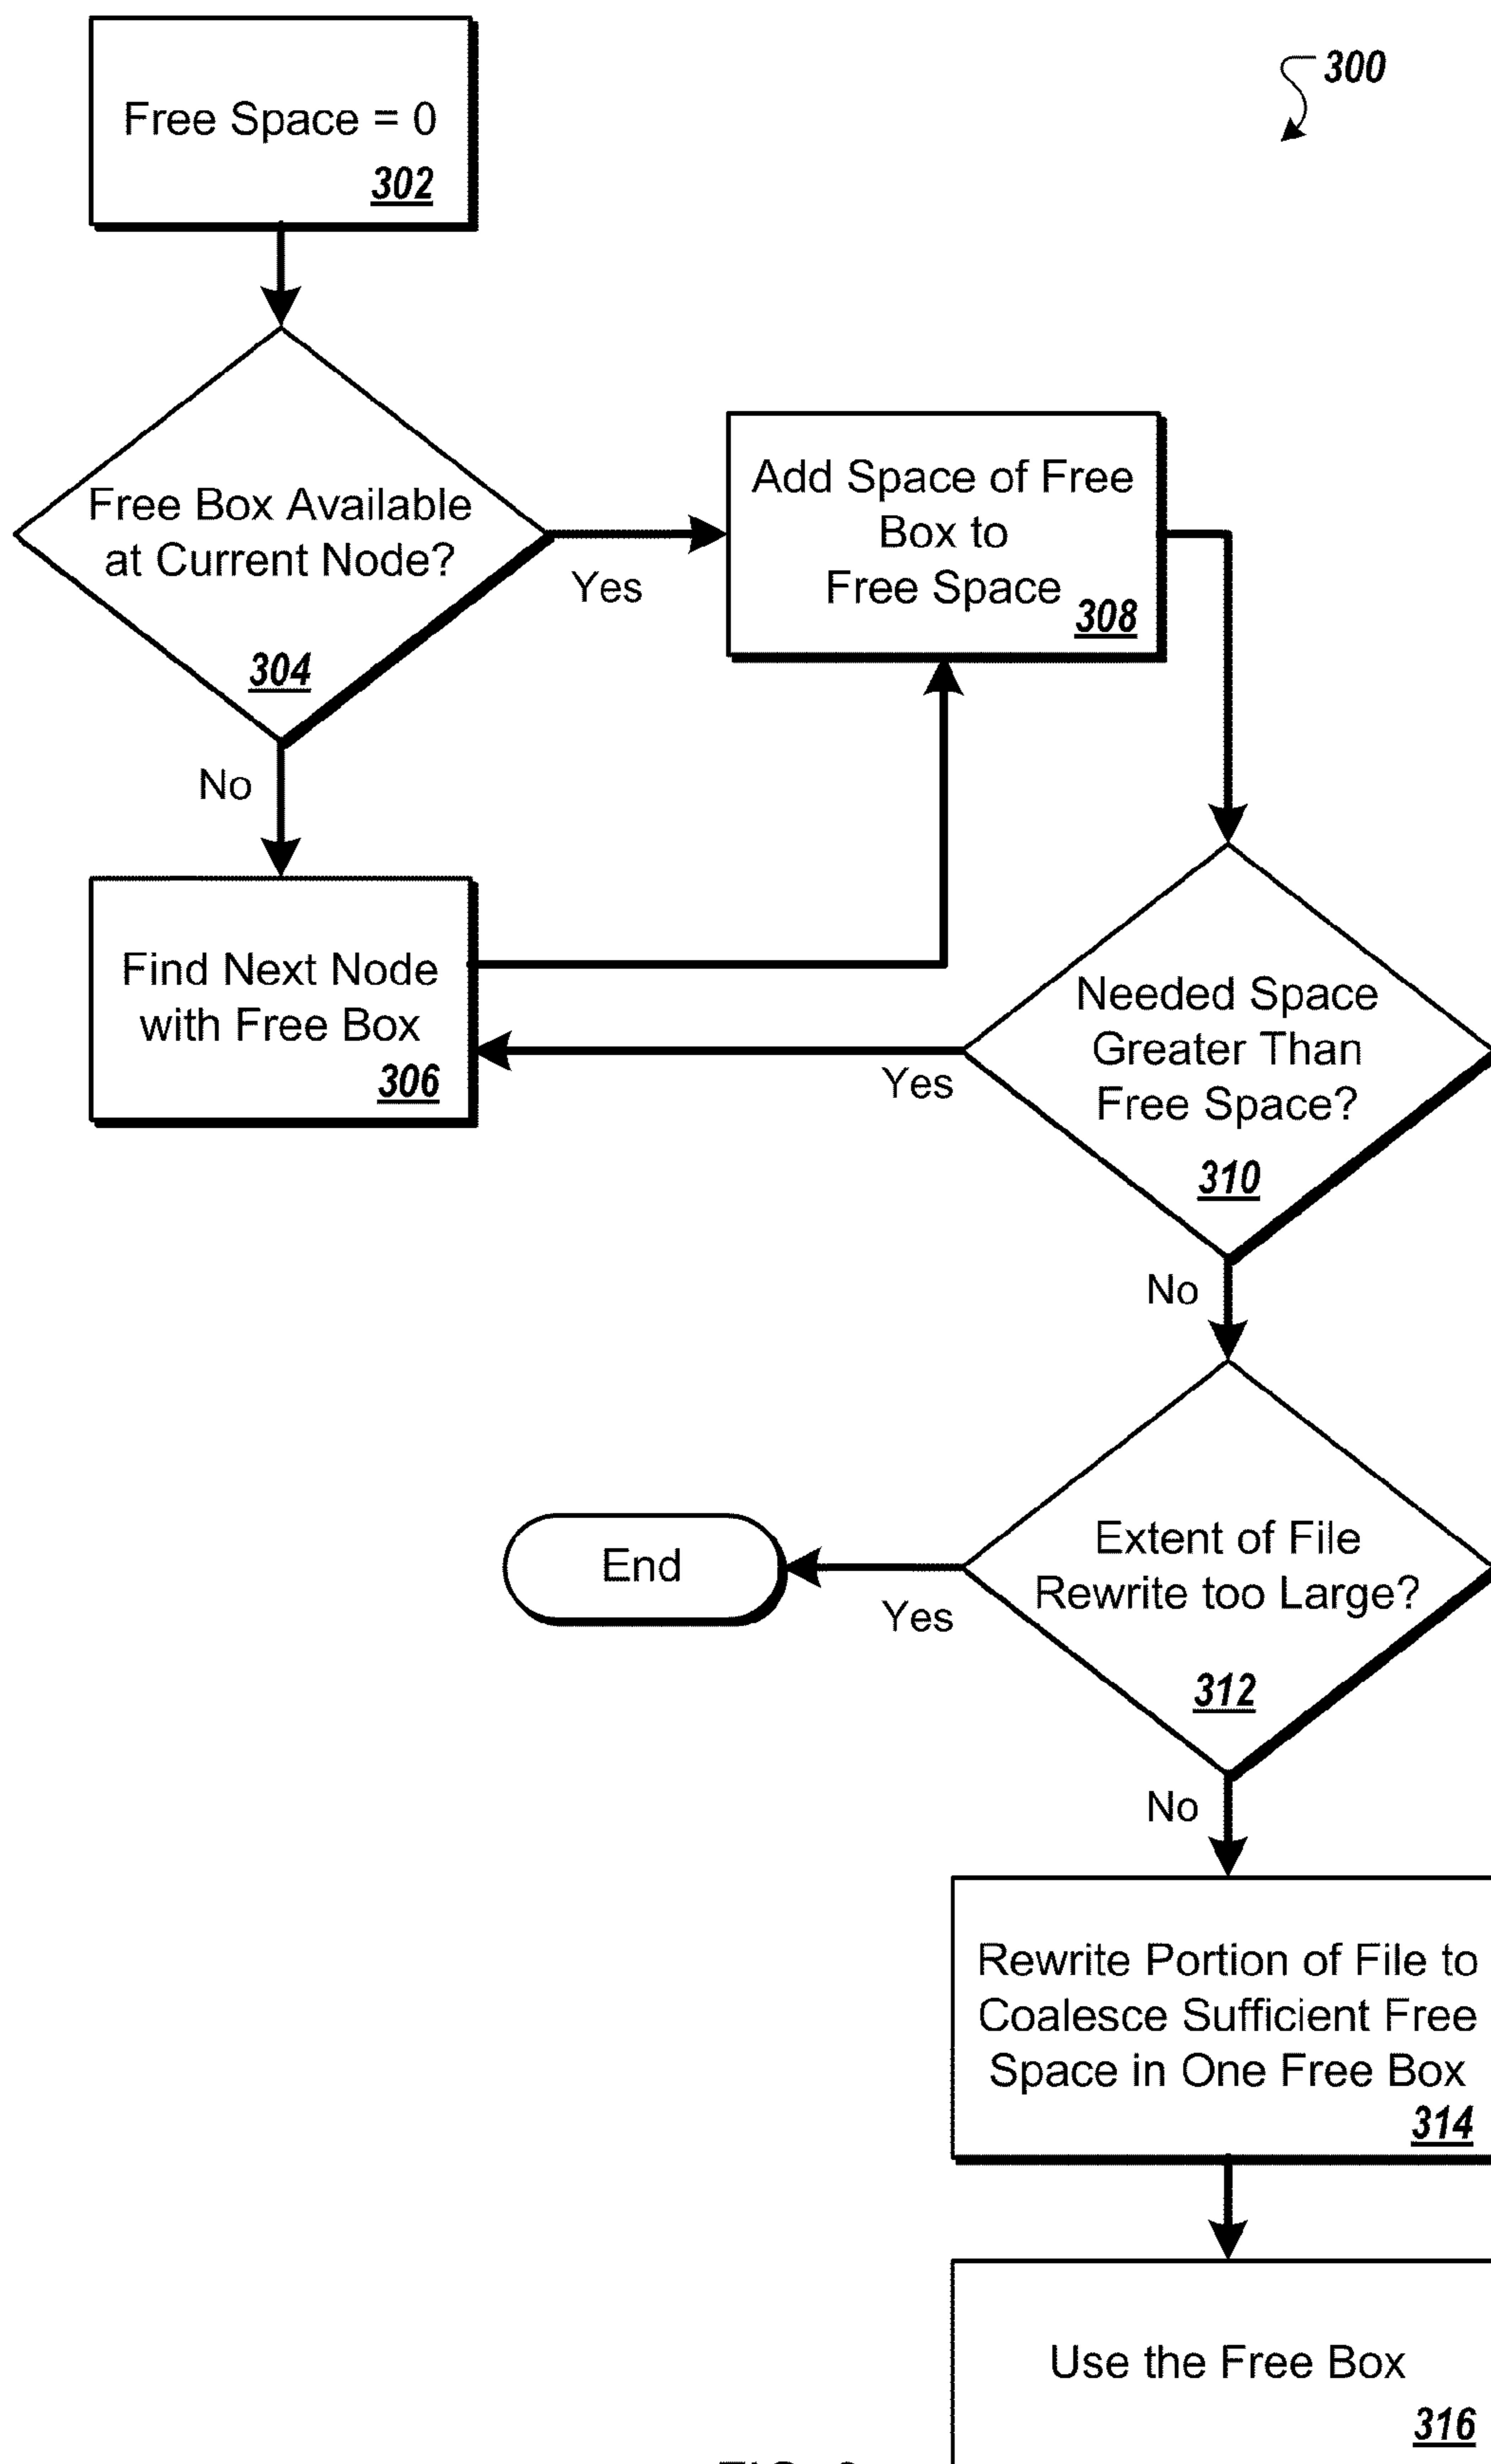 300
Free Space = 0
302
Free Box Available
at Current Node?
304
Yes
No
Add Space of Free
Box to
Free Space
308
Find Next Node
with Free Box
306
Needed Space
Greater Than
Free Space?
310
Yes
No
Extent of File
Rewrite too Large?
312
Yes
End
No
Rewrite Portion of File to
Coalesce Sufficient Free
Space in One Free Box
314
Use the Free Box
316